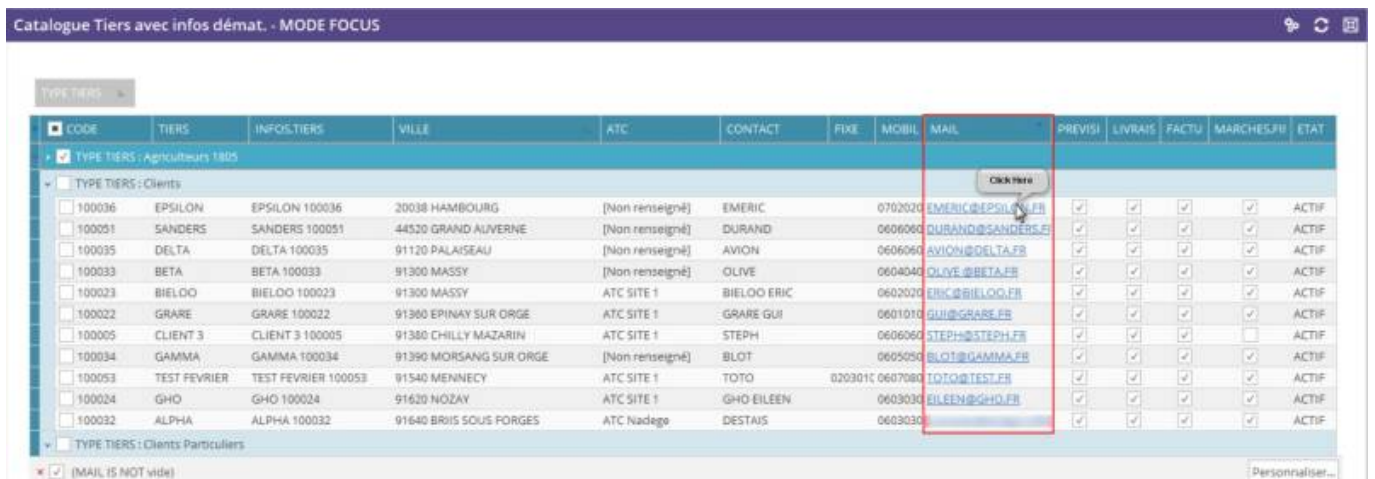 Catalogue Tiers avec infos démat. - MODE FOCUS
TYPE TIERS
CODE TIERS INFOS.TIERS VILLE ATC CONTACT FIXE MOBIL MAIL PREVISI LIVRAIS FACTU MARCHES.FII ETAT
TYPE TIERS : Agriculteurs 1805
TYPE TIERS : Clients
Click Here
100036 EPSILON EPSILON 100036 20038 HAMBOURG [Non renseigné] EMERIC 0702020 EMERIC@EPSILON.FR ACTIF
100051 SANDERS SANDERS 100051 44520 GRAND AUVERNE [Non renseigné] DURAND 0606060 DURAND@SANDERS.FI ACTIF
100035 DELTA DELTA 100035 91120 PALAISEAU [Non renseigné] AVION 0606060 AVION@DELTA.FR ACTIF
100033 BETA BETA 100033 91300 MASSY [Non renseigné] OLIVE 0604040 OLIVE @BETA.FR ACTIF
100023 BIELOO BIELOO 100023 91300 MASSY ATC SITE 1 BIELOO ERIC 0602020 ERIC@BIELOO.FR ACTIF
100022 GRARE GRARE 100022 91360 EPINAY SUR ORGE ATC SITE 1 GRARE GUI 0601010 GUI@GRARE.FR ACTIF
100005 CLIENT 3 CLIENT 3 100005 91380 CHILLY MAZARIN ATC SITE 1 STEPH 0606060 STEPH@STEPH.FR ACTIF
100034 GAMMA GAMMA 100034 91390 MORSANG SUR ORGE [Non renseigné] BLOT 0605050 BLOT@GAMMA.FR ACTIF
100053 TEST FEVRIER TEST FEVRIER 100053 91540 MENNECY ATC SITE 1 TOTO 020301C 0607080 TOTO@TEST.FR ACTIF
100024 GHO GHO 100024 91620 NOZAY ATC SITE 1 GHO EILEEN 0603030 EILEEN@GHO.FR ACTIF
100032 ALPHA ALPHA 100032 91640 BRIIS SOUS FORGES ATC Nadege DESTAIS 0603030 ACTIF
TYPE TIERS : Clients Particuliers
(MAIL IS NOT vide) Personnaliser...